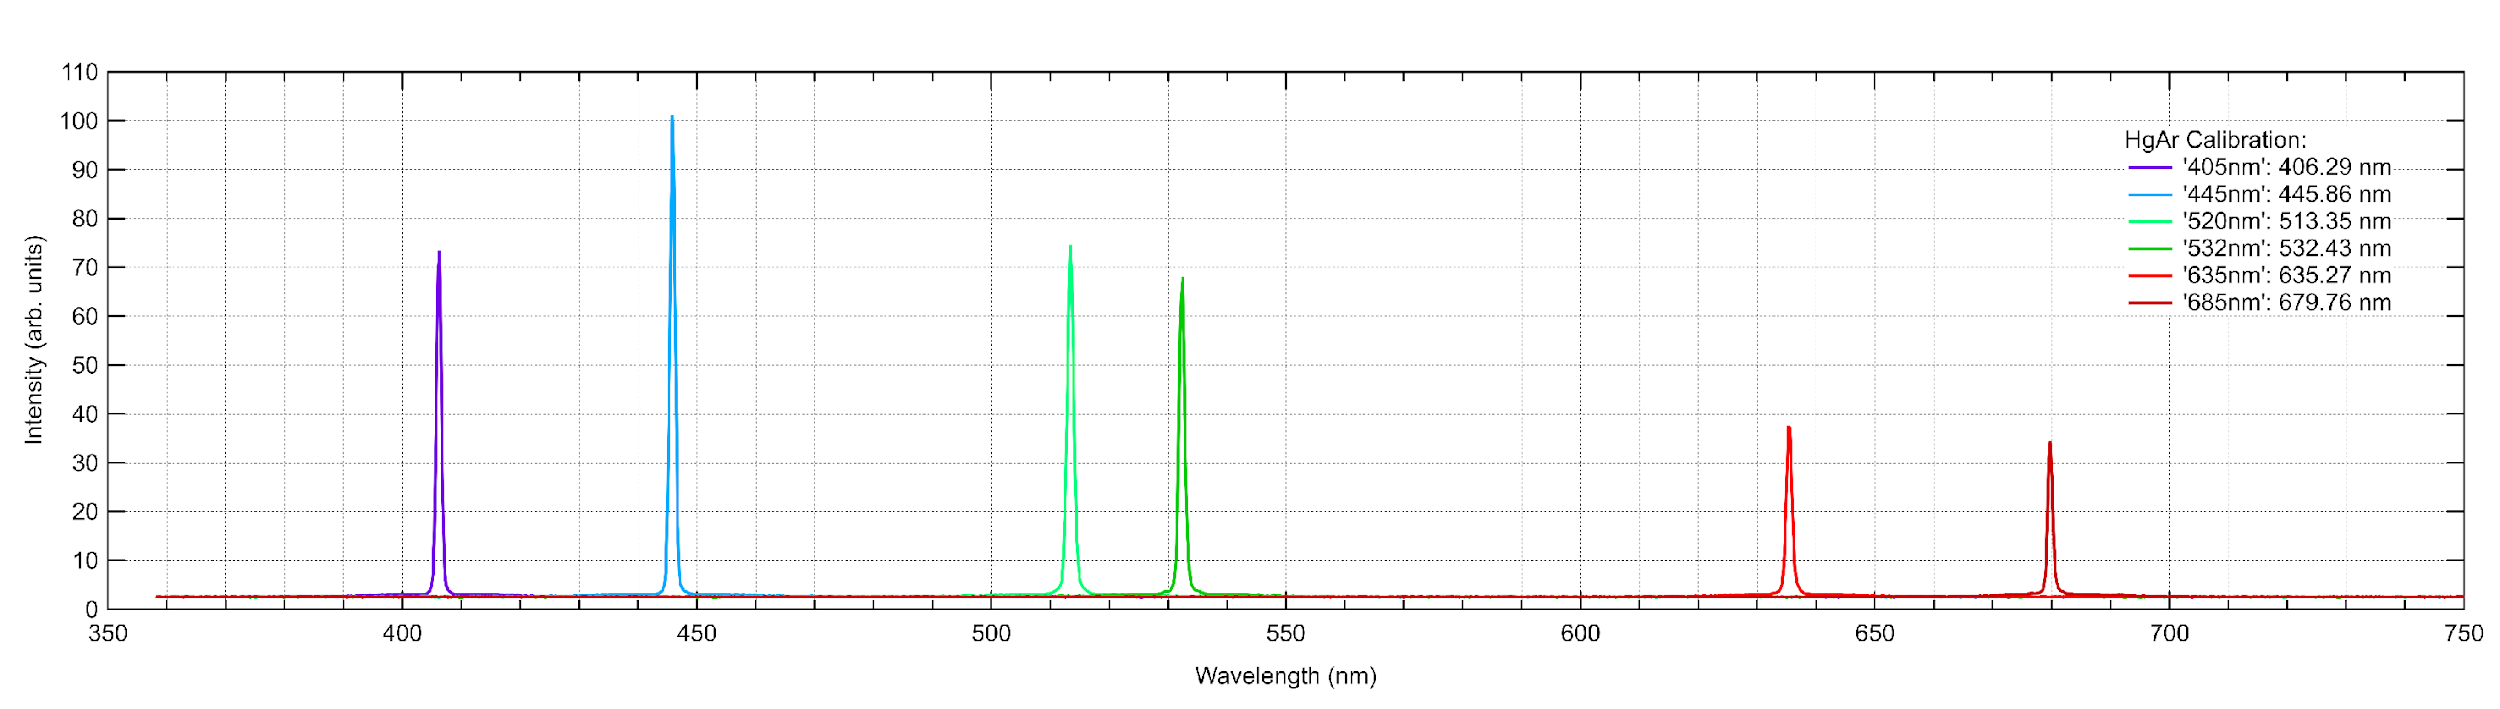 110
100
90
80
70
60
50
40
30
20
10
0
Intensity (arb. units)
HgAr Calibration:
'405nm': 406.29 nm
'445nm': 445.86 nm
'520nm': 513.35 nm
'532nm': 532.43 nm
'635nm': 635.27 nm
'685nm': 679.76 nm
350 400 450 500 550 600 650 700 750
Wavelength (nm)